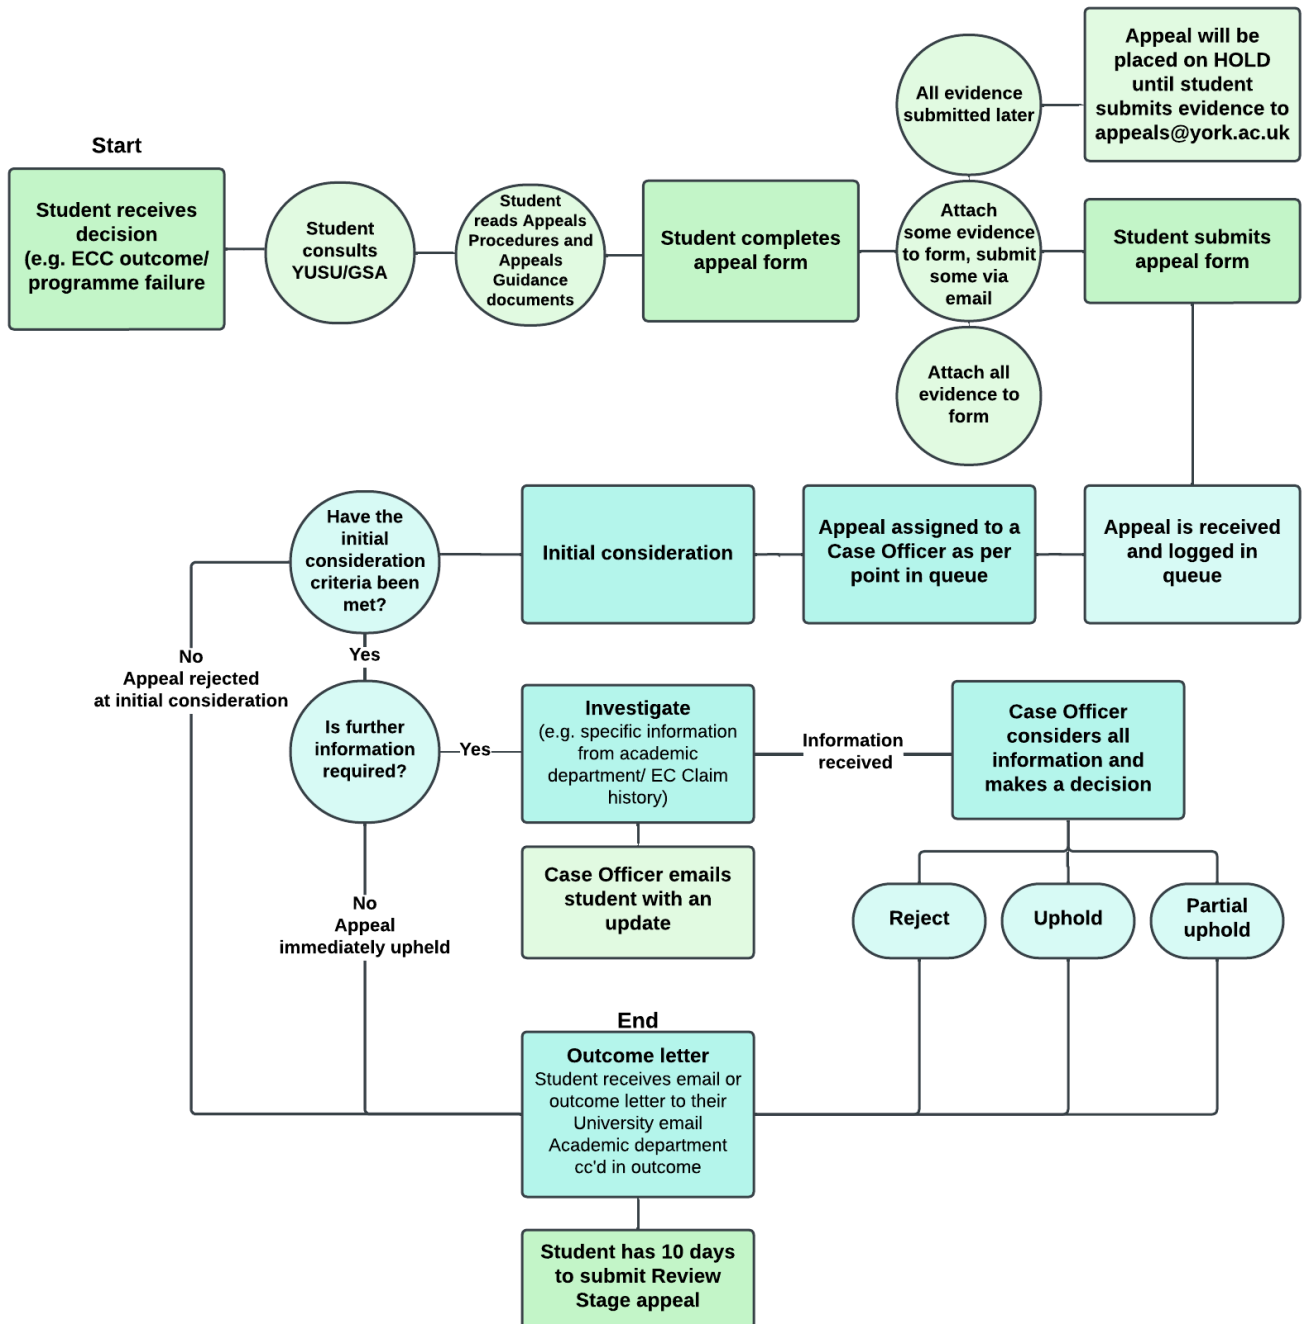 Start
Student receives
decision
(e.g. ECC outcome/
programme failure
Student
consults
YUSU/GSA
Student
reads Appeals
Procedures and
Appeals
Guidance
documents
Student completes
appeal form
All evidence
submitted later
Appeal will be
placed on HOLD
until student
submits evidence to
appeals@york.ac.uk
Attach
some evidence
to form, submit
some via
email
Attach all
evidence to
form
Student submits
appeal form
Appeal is received
and logged in
queue
Appeal assigned to a
Case Officer as per
point in queue
Initial consideration
Have the
initial
consideration
criteria been
met?
No
Appeal rejected
at initial consideration
Yes
Is further
information
required?
Yes
Investigate
(e.g. specific information
from academic
department/ EC Claim
history)
Case Officer emails
student with an
update
Information
received
Case Officer
considers all
information and
makes a decision
Reject
Uphold
Partial
uphold
No
Appeal
immediately upheld
End
Outcome letter
Student receives email or
outcome letter to their
University email
Academic department
cc'd in outcome
Student has 10 days
to submit Review
Stage appeal